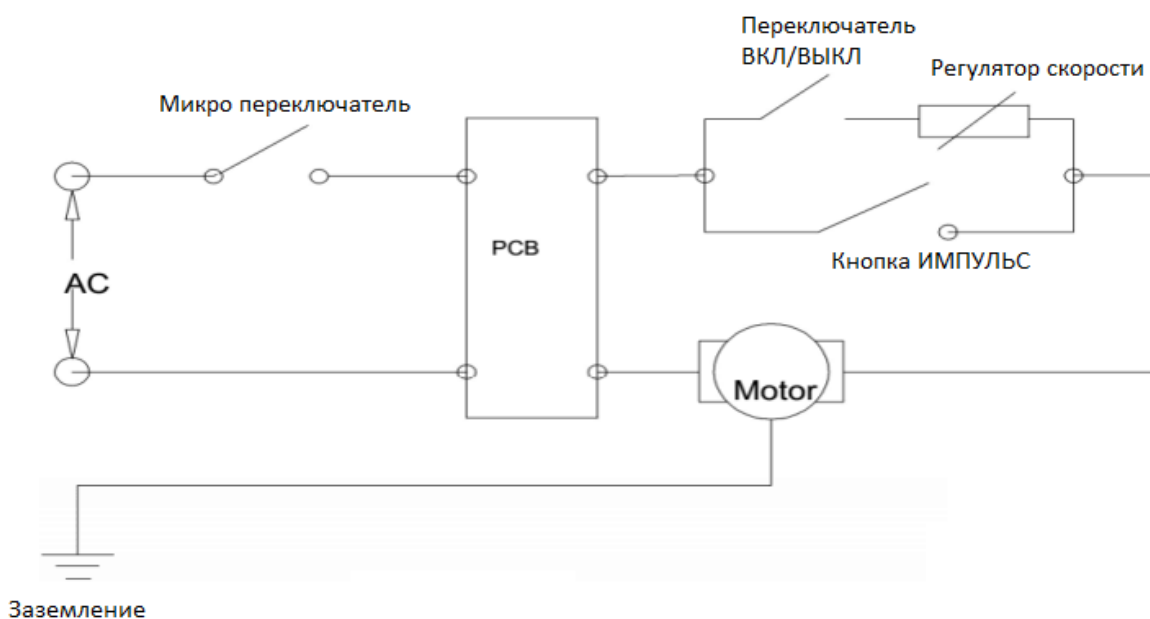 Переключатель
ВКЛ/ВЫКЛ
Регулятор скорости
Микро переключатель
PCB
AC
Кнопка ИМПУЛЬС
Motor
Заземление